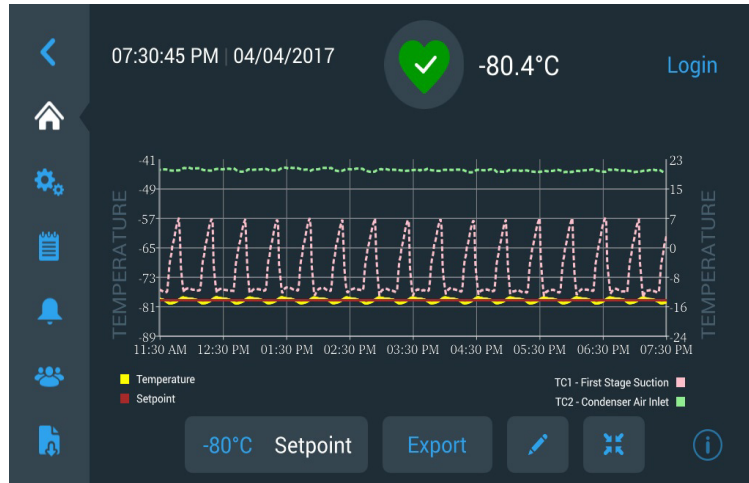 07:30:45 PM | 04/04/2017
-80.4°C
Login
TEMPERATURE
-41
-49
-57
-65
-73
-81
-89
23
15
7
0
-8
-16
-24
TEMPERATURE
11:30 AM 12:30 PM 01:30 PM 02:30 PM 03:30 PM 04:30 PM 05:30 PM 06:30 PM 07:30 PM
Temperature
Setpoint
TC1 - First Stage Suction
TC2 - Condenser Air Inlet
-80°C Setpoint
Export